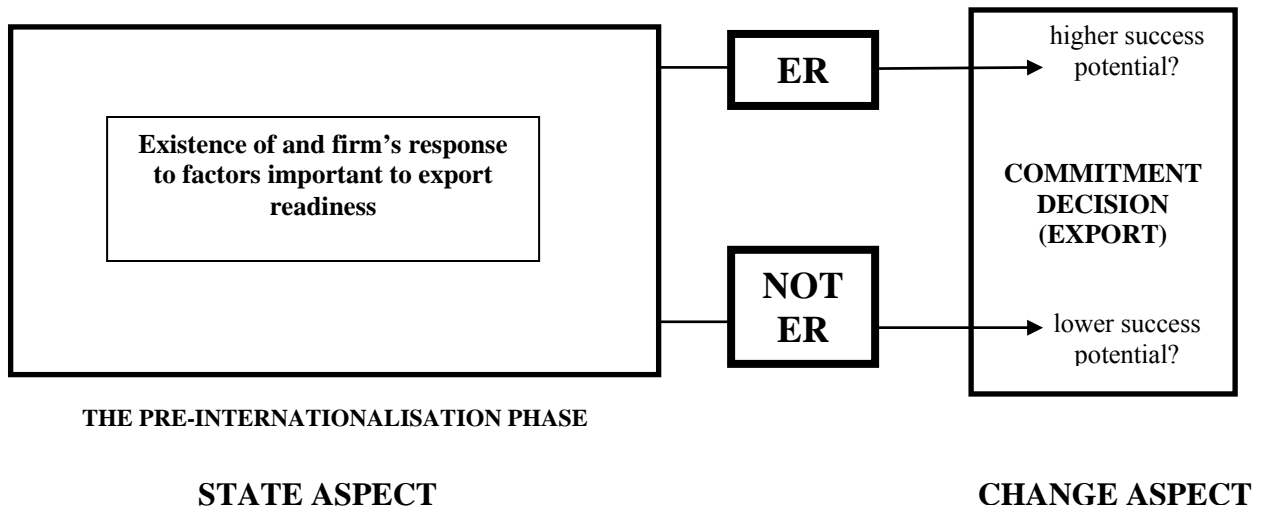 Existence of and firm’s response
to factors important to export
readiness
ER
NOT
ER
higher success
potential?
COMMITMENT
DECISION
(EXPORT)
lower success
potential?
THE PRE-INTERNATIONALISATION PHASE
STATE ASPECT
CHANGE ASPECT